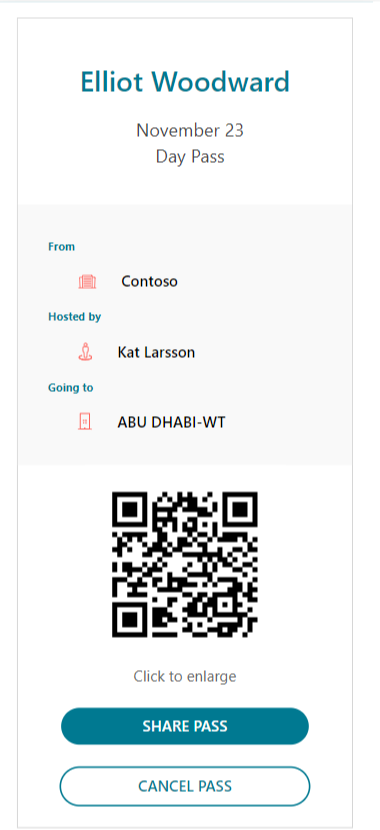 Elliot Woodward
November 23
Day Pass
From
Contoso
Hosted by
Kat Larsson
Going to
ABU DHABI-WT
Click to enlarge
SHARE PASS
CANCEL PASS